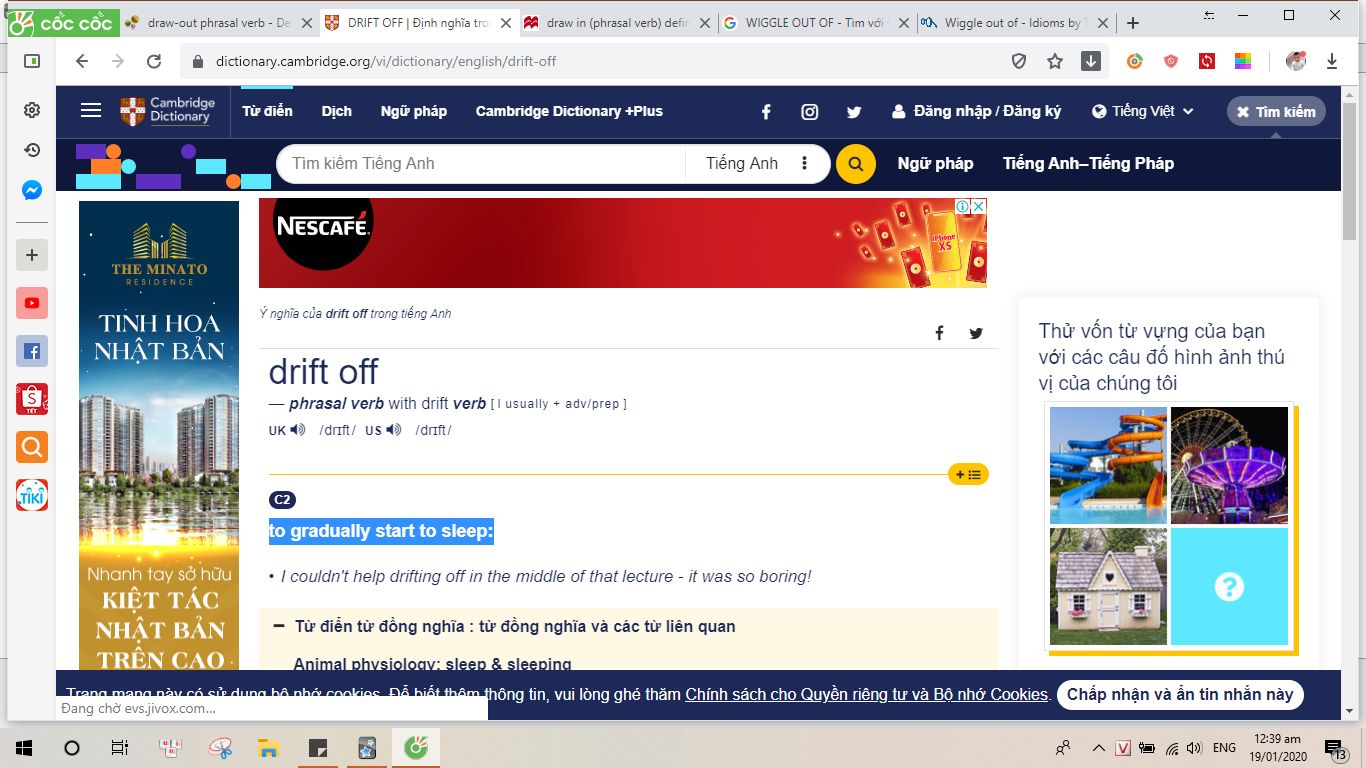 cốc cốc
draw-out phrasal verb - De
DRIFT OFF | Định nghĩa tro
draw in (phrasal verb) defin
WIGGLE OUT OF - Tìm với
Wiggle out of - Idioms by
dictionary.cambridge.org/vi/dictionary/english/drift-off
Cambridge
Dictionary
Từ điển
Dịch
Ngữ pháp
Cambridge Dictionary +Plus
Đăng nhập / Đăng ký
Tiếng Việt
Tìm kiếm
Tìm kiếm Tiếng Anh
Tiếng Anh
Ngữ pháp
Tiếng Anh–Tiếng Pháp
NESCAFÉ.
iPhone
XS
THE MINATO
RESIDENCE
TINH HOA
NHẬT BẢN
Nhanh tay sở hữu
KIỆT TÁC
NHẬT BẢN
TRÊN CAO
Ý nghĩa của drift off trong tiếng Anh
drift off
— phrasal verb with drift verb [ I usually + adv/prep ]
UK /drɪft/ US /drɪft/
C2
to gradually start to sleep:
• I couldn't help drifting off in the middle of that lecture - it was so boring!
Từ điển từ đồng nghĩa : từ đồng nghĩa và các từ liên quan
Animal physiology: sleep & sleeping
Thử vốn từ vựng của bạn
với các câu đố hình ảnh thú
vị của chúng tôi
?
Trang mạng này có sử dụng bộ nhớ cookies. Để biết thêm thông tin, vui lòng ghé thăm Chính sách cho Quyền riêng tư và Bộ nhớ Cookies.
Chấp nhận và ẩn tin nhắn này
Đang chờ evs.jivox.com...
S
TẾT
TIKI
V
ENG
12:39 am
19/01/2020
13